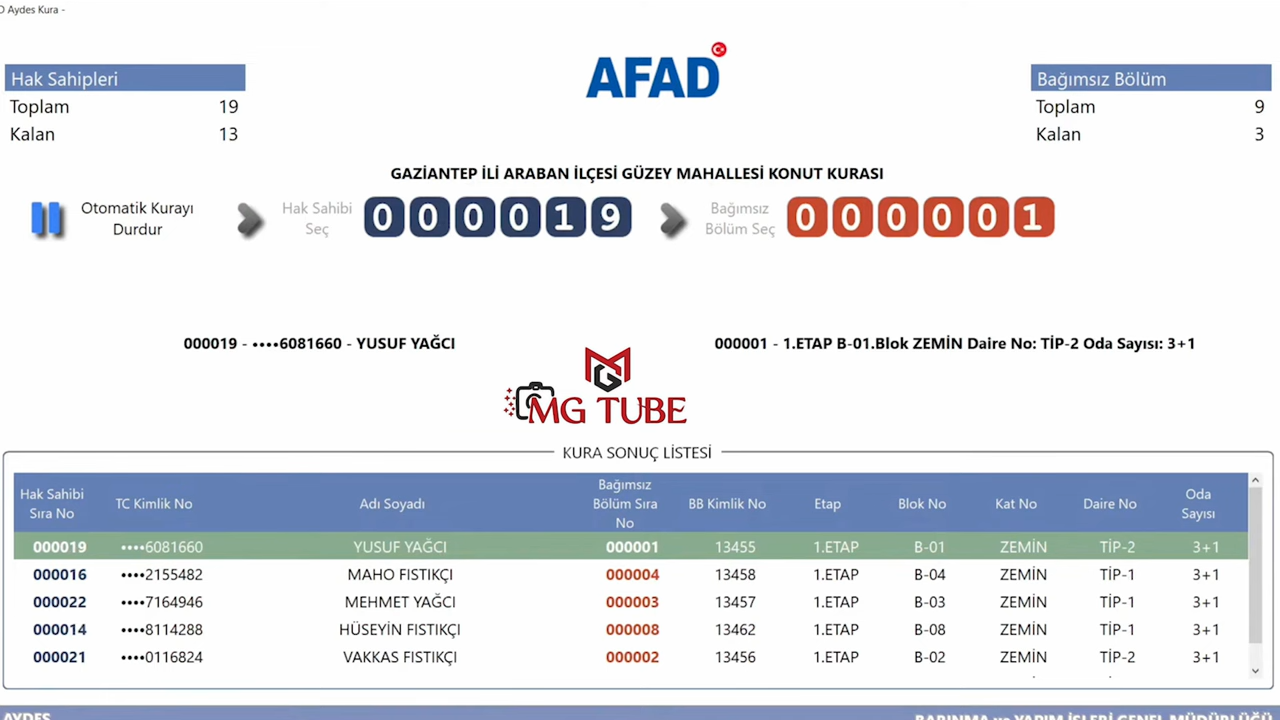 D Aydes Kura -
AFAD
Hak Sahipleri
Toplam 19
Kalan 13
Bağımsız Bölüm
Toplam 9
Kalan 3
GAZİANTEP İLİ ARABAN İLÇESİ GÜZEY MAHALLESİ KONUT KURASI
Otomatik Kurayı
Durdur
Hak Sahibi
Seç
000019
Bağımsız
Bölüm Seç
000001
000019 - ••••6081660 - YUSUF YAĞCI
000001 - 1.ETAP B-01.Blok ZEMİN Daire No: TİP-2 Oda Sayısı: 3+1
MG TUBE
KURA SONUÇ LİSTESİ
Hak Sahibi Sıra No TC Kimlik No Adı Soyadı Bağımsız Bölüm Sıra No BB Kimlik No Etap Blok No Kat No Daire No Oda Sayısı
000019 ••••6081660 YUSUF YAĞCI 000001 13455 1.ETAP B-01 ZEMİN TİP-2 3+1
000016 ••••2155482 MAHO FISTIKÇI 000004 13458 1.ETAP B-04 ZEMİN TİP-1 3+1
000022 ••••7164946 MEHMET YAĞCI 000003 13457 1.ETAP B-03 ZEMİN TİP-1 3+1
000014 ••••8114288 HÜSEYİN FISTIKÇI 000008 13462 1.ETAP B-08 ZEMİN TİP-1 3+1
000021 ••••0116824 VAKKAS FISTIKÇI 000002 13456 1.ETAP B-02 ZEMİN TİP-2 3+1
AYDES
BARINMA ve YAPIM İŞLERİ GENEL MÜDÜRLÜĞÜ